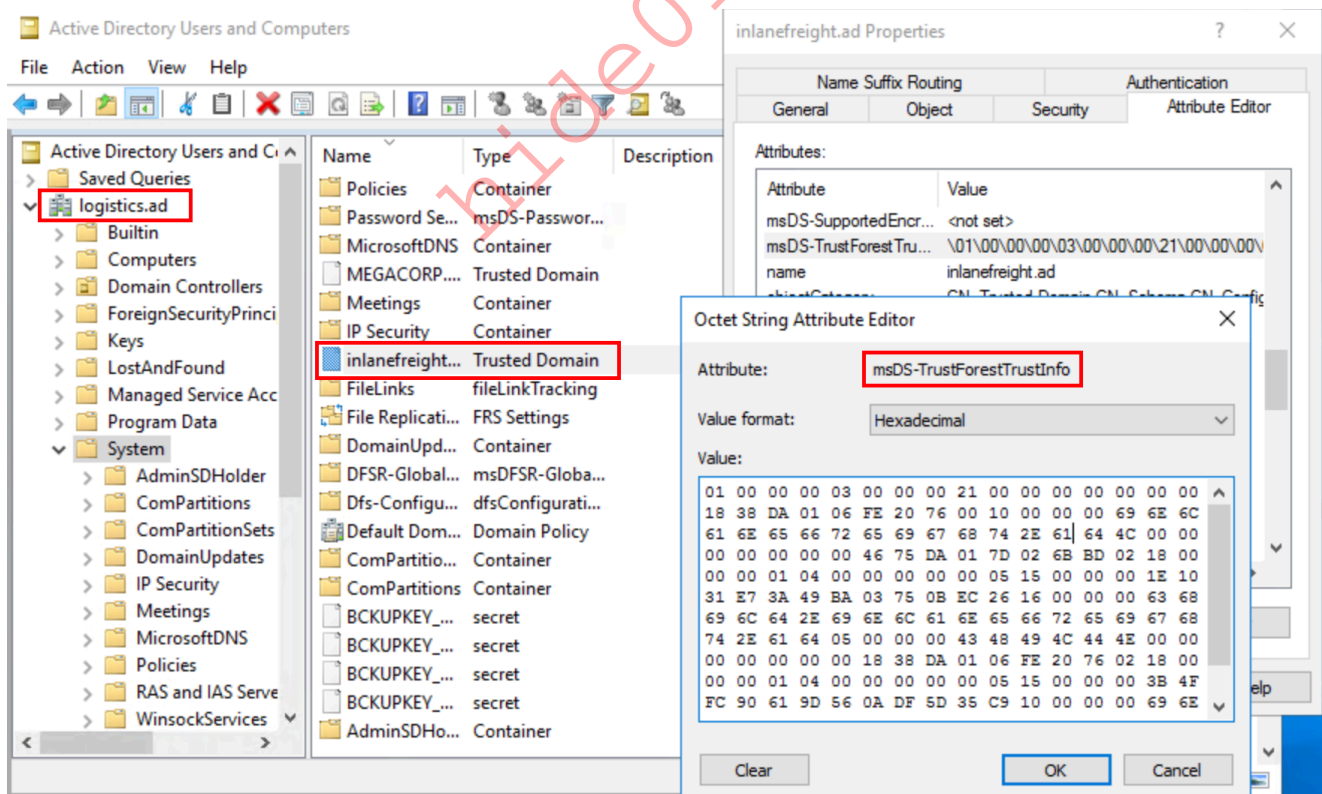 Active Directory Users and Computers
File Action View Help
Active Directory Users and C
Saved Queries
logistics.ad
Builtin
Computers
Domain Controllers
ForeignSecurityPrinci
Keys
LostAndFound
Managed Service Acc
Program Data
System
AdminSDHolder
ComPartitions
ComPartitionSets
DomainUpdates
IP Security
Meetings
MicrosoftDNS
Policies
RAS and IAS Serve
WinsockServices
Name Type Description
Policies Container
Password Se... msDS-Passwor...
MicrosoftDNS Container
MEGACORP.... Trusted Domain
Meetings Container
IP Security Container
inlanefreight... Trusted Domain
FileLinks fileLinkTracking
File Replicati... FRS Settings
DomainUpd... Container
DFSR-Global... msDFSR-Globa...
Dfs-Configu... dfsConfigurati...
Default Dom... Domain Policy
ComPartitio... Container
ComPartitions Container
BCKUPKEY_... secret
BCKUPKEY_... secret
BCKUPKEY_... secret
BCKUPKEY_... secret
AdminSDHo... Container
hide0
inlanefreight.ad Properties
Name Suffix Routing Authentication
General Object Security Attribute Editor
Attributes:
Attribute Value
msDS-SupportedEncr... <not set>
msDS-TrustForestTru... \01\00\00\00\03\00\00\00\21\00\00\00\
name inlanefreight.ad
Octet String Attribute Editor
Attribute: msDS-TrustForestTrustInfo
Value format: Hexadecimal
Value:
01 00 00 00 03 00 00 00 21 00 00 00 00 00 00 00
18 38 DA 01 06 FE 20 76 00 10 00 00 00 69 6E 6C
61 6E 65 66 72 65 69 67 68 74 2E 61 64 4C 00 00
00 00 00 00 00 46 75 DA 01 7D 02 6B BD 02 18 00
00 00 01 04 00 00 00 00 00 05 15 00 00 00 1E 10
31 E7 3A 49 BA 03 75 0B EC 26 16 00 00 00 63 68
69 6C 64 2E 69 6E 6C 61 6E 65 66 72 65 69 67 68
74 2E 61 64 05 00 00 00 43 48 49 4C 44 4E 00 00
00 00 00 00 00 18 38 DA 01 06 FE 20 76 02 18 00
00 00 01 04 00 00 00 00 00 05 15 00 00 00 3B 4F
FC 90 61 9D 56 0A DF 5D 35 C9 10 00 00 00 69 6E
elp
Clear OK Cancel